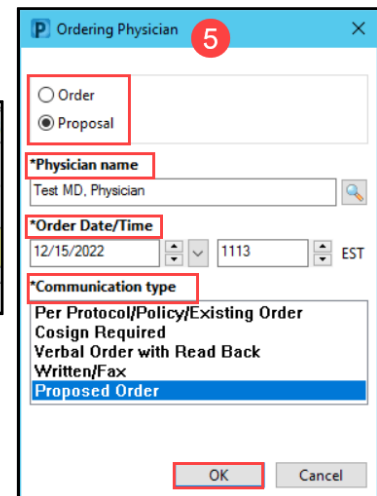 P Ordering Physician 5
Order
Proposal
*Physician name
Test MD, Physician
*Order Date/Time
12/15/2022 1113 EST
*Communication type
Per Protocol/Policy/Existing Order
Cosign Required
Verbal Order with Read Back
Written/Fax
Proposed Order
OK Cancel